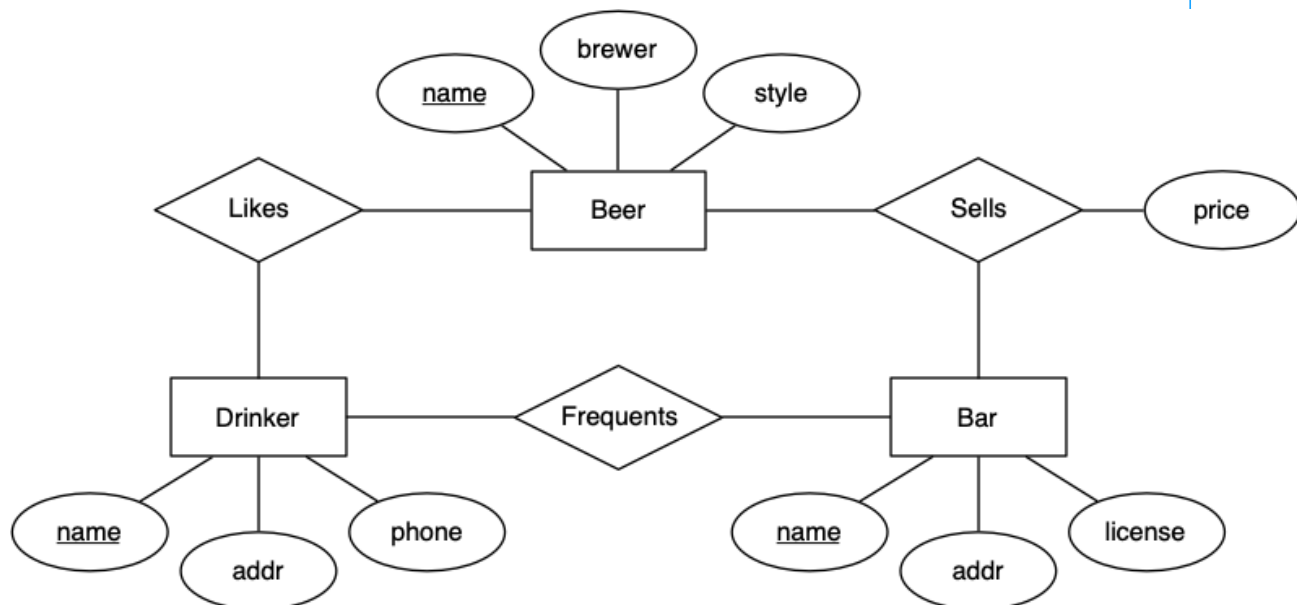 brewer
name
style
Likes
Beer
Sells
price
Drinker
Frequents
Bar
name
addr
phone
name
addr
license